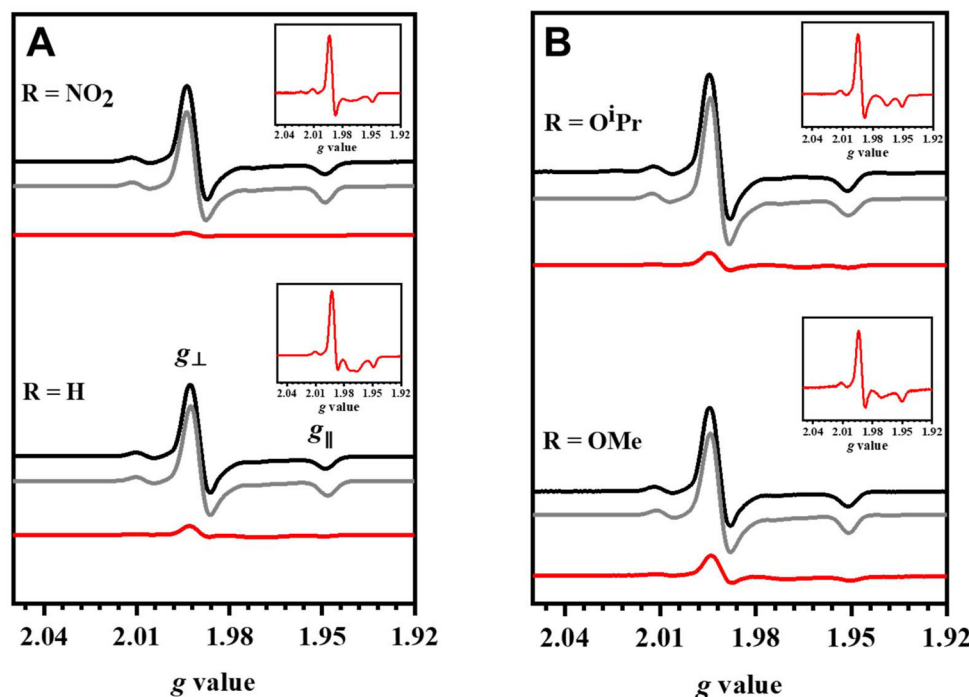 A
R = NO2
2.04 2.01 1.98 1.95 1.92
g value
R = H
g⊥
g∥
2.04 2.01 1.98 1.95 1.92
g value
2.04 2.01 1.98 1.95 1.92
g value
B
R = OiPr
2.04 2.01 1.98 1.95 1.92
g value
R = OMe
2.04 2.01 1.98 1.95 1.92
g value
2.04 2.01 1.98 1.95 1.92
g value